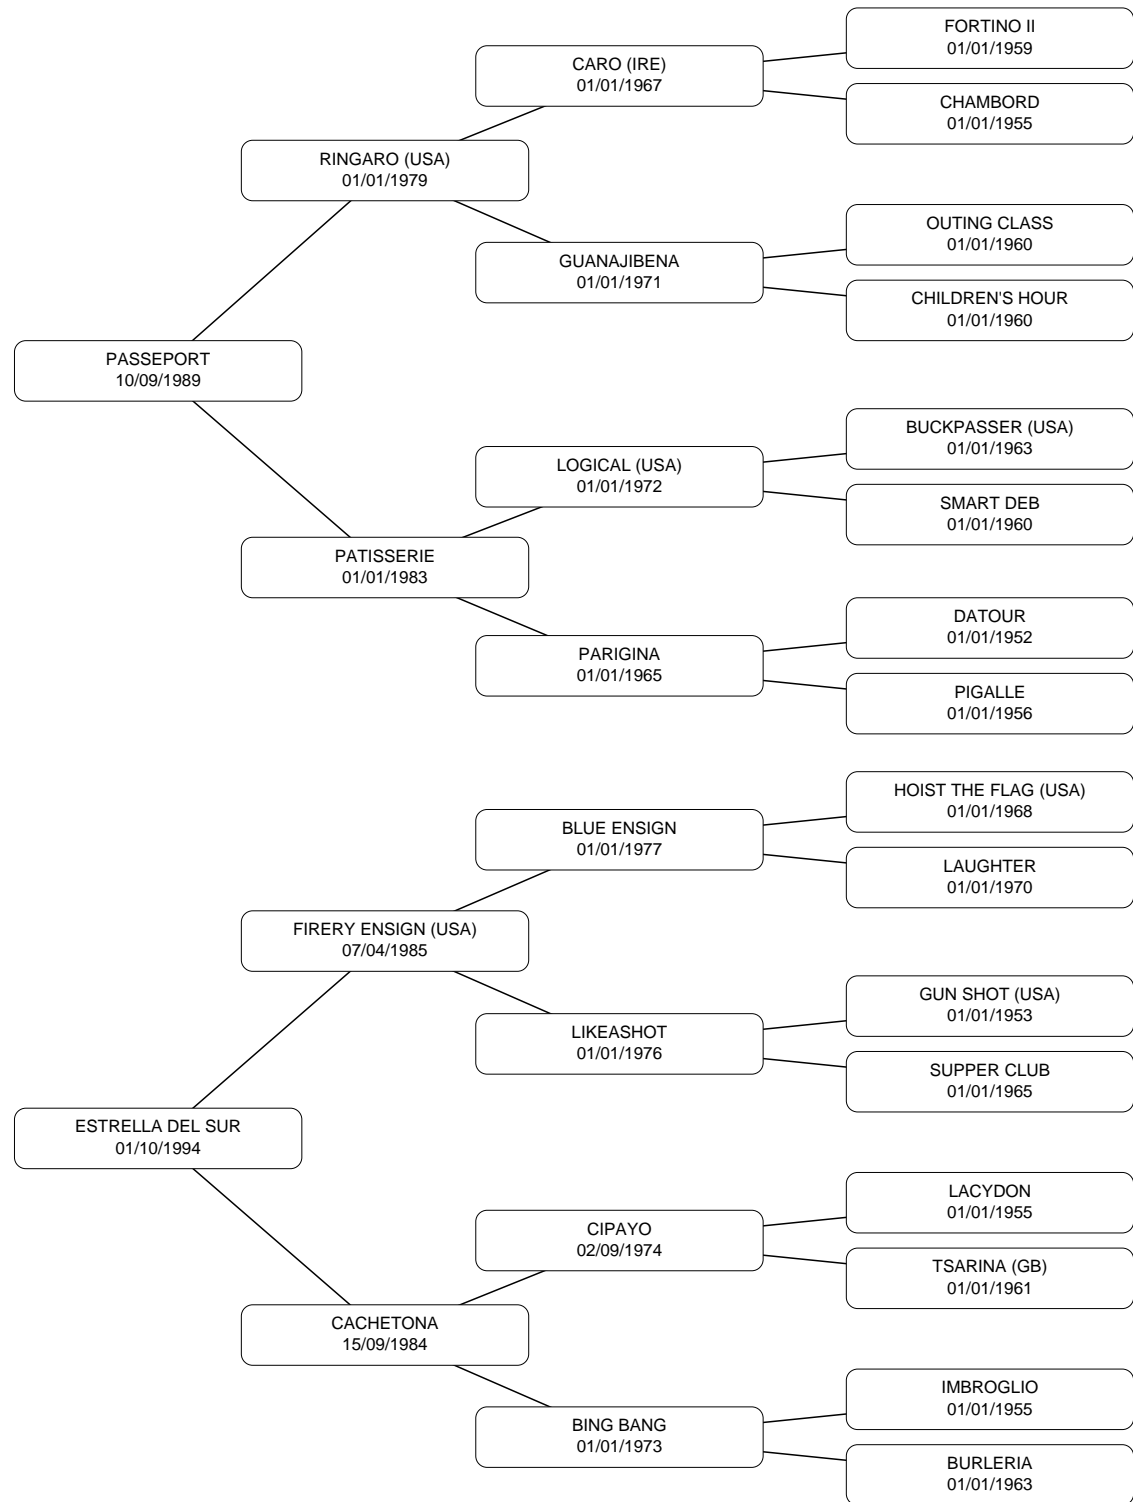 FORTINO II
01/01/1959
CARO (IRE)
01/01/1967
CHAMBORD
01/01/1955
RINGARO (USA)
01/01/1979
OUTING CLASS
01/01/1960
GUANAJIBENA
01/01/1971
CHILDREN'S HOUR
01/01/1960
PASSEPORT
10/09/1989
BUCKPASSER (USA)
01/01/1963
LOGICAL (USA)
01/01/1972
SMART DEB
01/01/1960
PATISSERIE
01/01/1983
DATOUR
01/01/1952
PARIGINA
01/01/1965
PIGALLE
01/01/1956
HOIST THE FLAG (USA)
01/01/1968
BLUE ENSIGN
01/01/1977
LAUGHTER
01/01/1970
FIRERY ENSIGN (USA)
07/04/1985
GUN SHOT (USA)
01/01/1953
LIKEASHOT
01/01/1976
SUPPER CLUB
01/01/1965
ESTRELLA DEL SUR
01/10/1994
LACYDON
01/01/1955
CIPAYO
02/09/1974
TSARINA (GB)
01/01/1961
CACHETONA
15/09/1984
IMBROGLIO
01/01/1955
BING BANG
01/01/1973
BURLERIA
01/01/1963